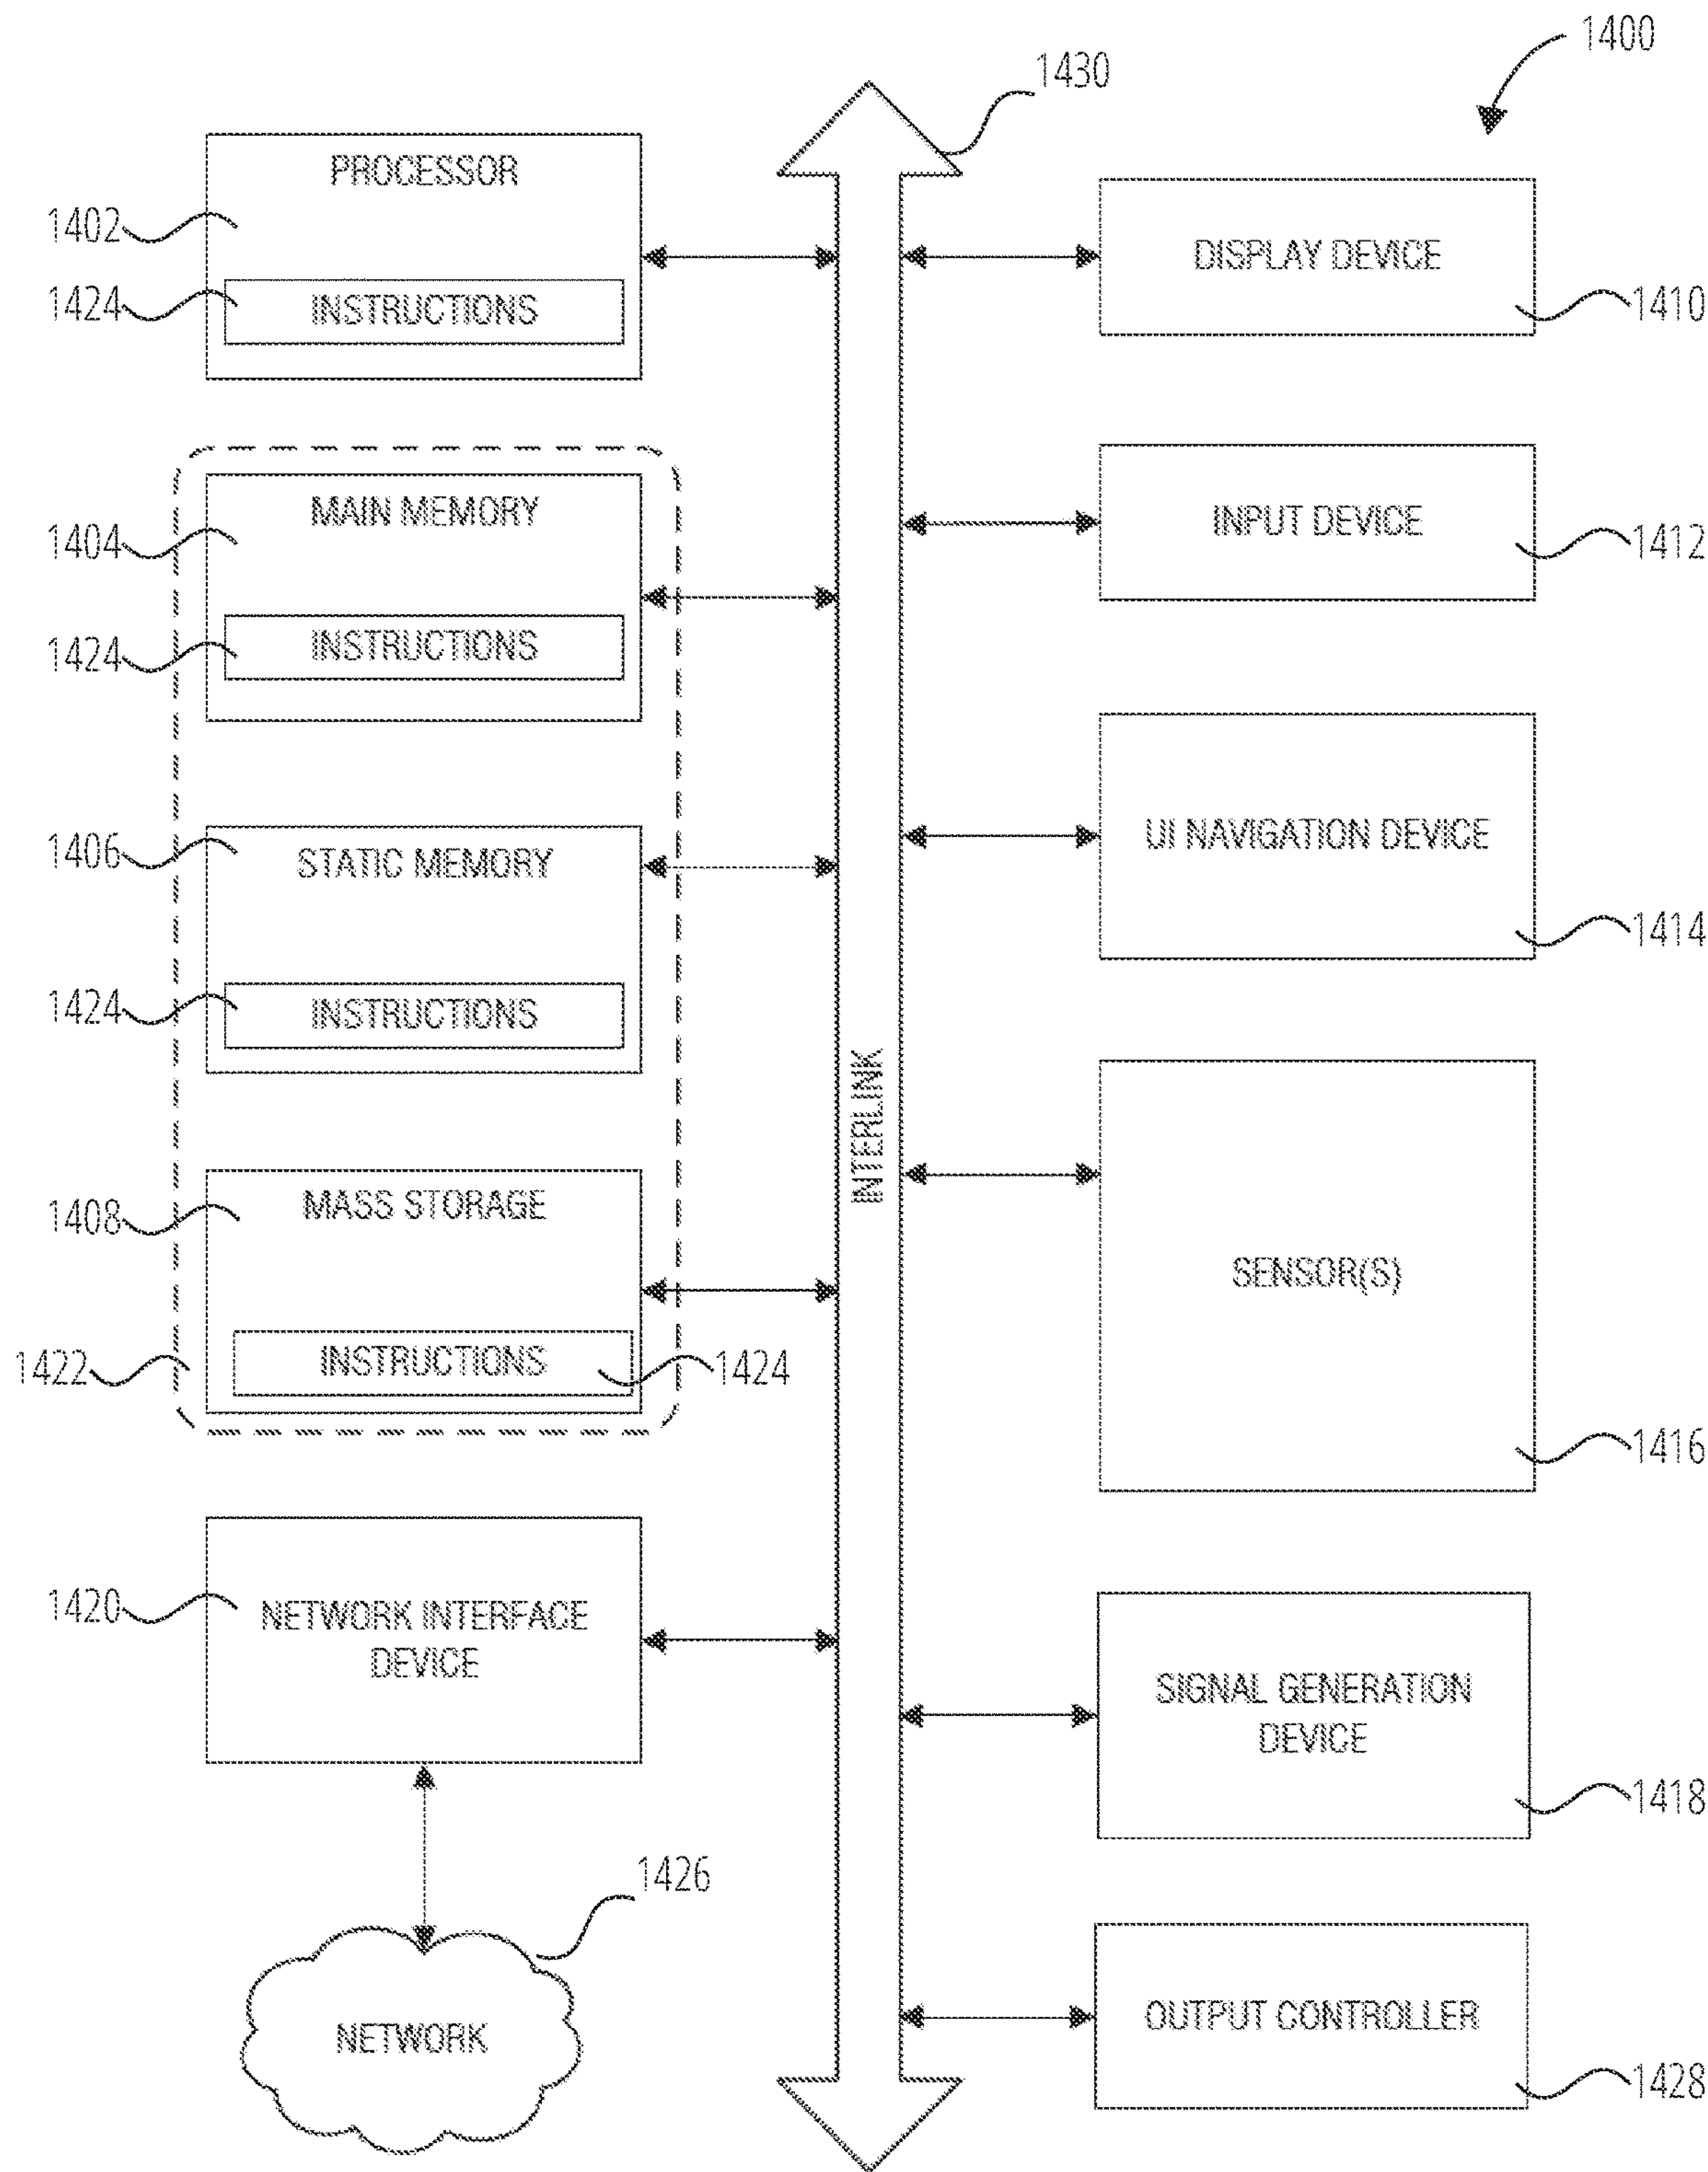 1400
1430
PROCESSOR
1402
1424
INSTRUCTIONS
MAIN MEMORY
1404
1424
INSTRUCTIONS
1406
STATIC MEMORY
1424
INSTRUCTIONS
1408
MASS STORAGE
1422
INSTRUCTIONS
1424
1420
NETWORK INTERFACE
DEVICE
1426
NETWORK
INTERLINK
DISPLAY DEVICE
1410
INPUT DEVICE
1412
UI NAVIGATION DEVICE
1414
SENSOR(S)
1416
SIGNAL GENERATION
DEVICE
1418
OUTPUT CONTROLLER
1428